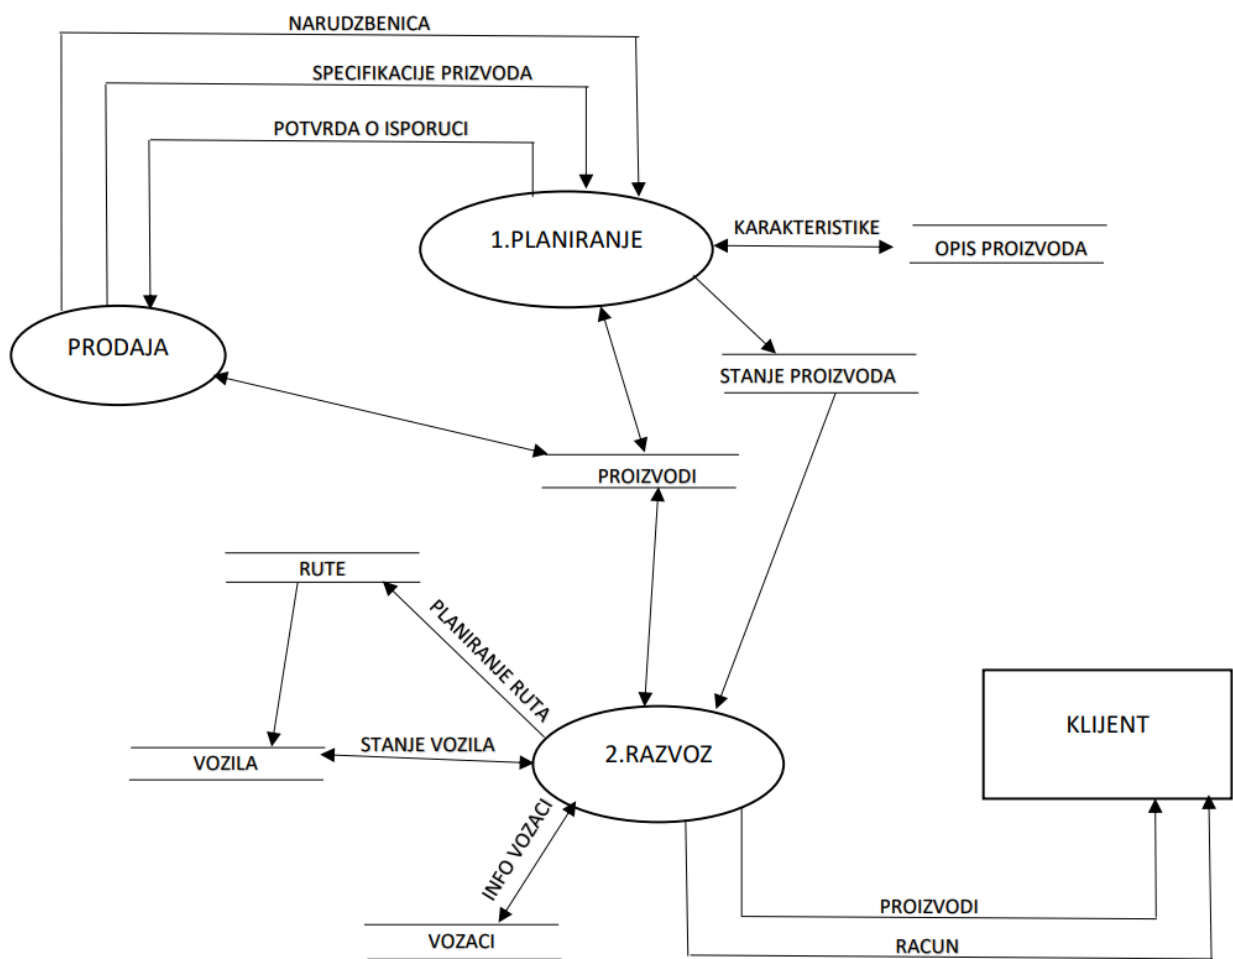 NARUDZBENICA
SPECIFIKACIJE PRIZVODA
POTVRDA O ISPORUCI
1.PLANIRANJE
KARAKTERISTIKE
OPIS PROIZVODA
PRODAJA
STANJE PROIZVODA
PROIZVODI
RUTE
PLANIRANJE RUTA
KLIJENT
STANJE VOZILA
VOZILA
2.RAZVOZ
INFO VOZACI
PROIZVODI
VOZACI
RACUN